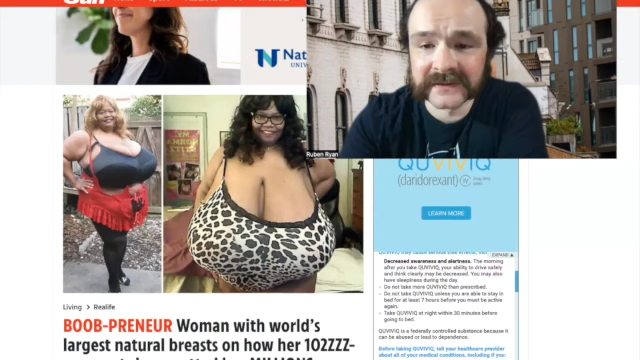 Sun
Nat
UNIV
Ruben Ryan
QUVIVIQ
(daridorexant)
LEARN MORE
EXPAND
Decreased awareness and alertness. The morning
after you take QUVIVIQ, your ability to drive safely
and think clearly may be decreased. You may also
have sleepiness during the day.
- Do not take more QUVIVIQ than prescribed.
- Do not take QUVIVIQ unless you are able to stay in
bed for at least 7 hours before you must be active
again.
- Take QUVIVIQ at night within 30 minutes before
going to bed.
QUVIVIQ is a federally controlled substance because it
can be abused or lead to dependence.
Before taking QUVIVIQ, tell your healthcare provider
about all of your medical conditions, including if you:
Living > Reallife
BOOB-PRENEUR Woman with world's
largest natural breasts on how her 102ZZZ-